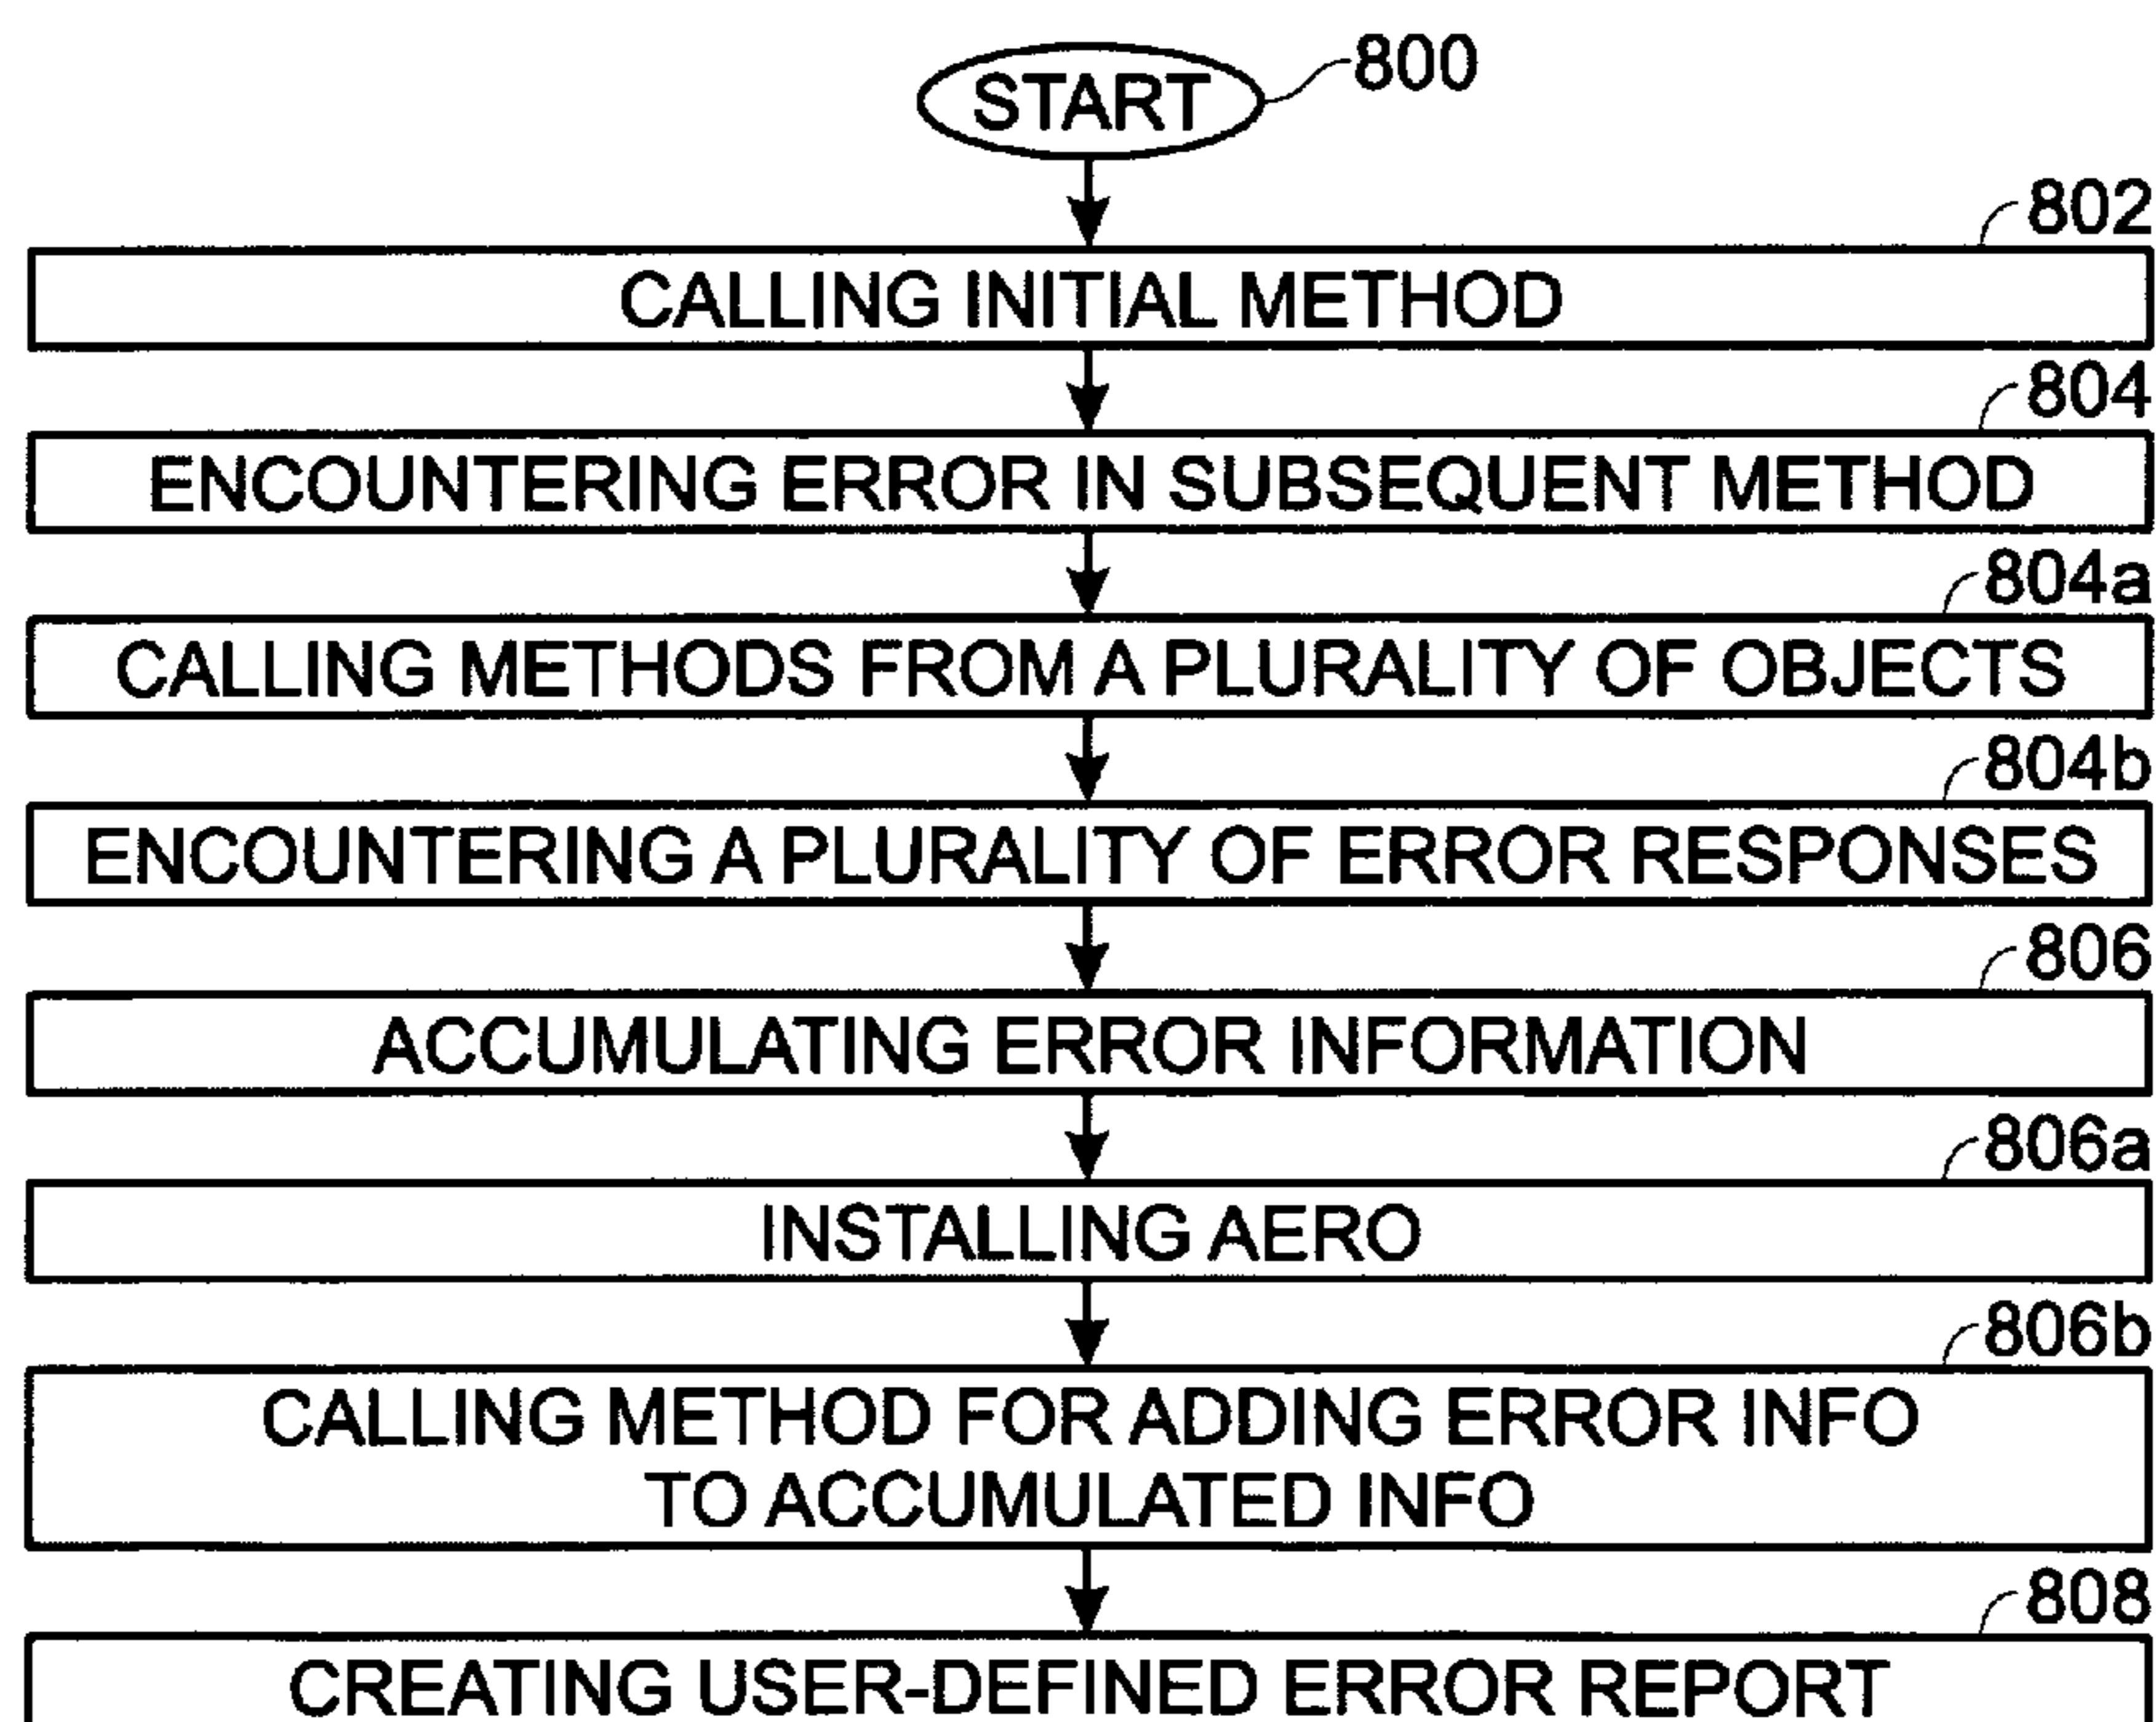 START
800
802
CALLING INITIAL METHOD
804
ENCOUNTERING ERROR IN SUBSEQUENT METHOD
804a
CALLING METHODS FROM A PLURALITY OF OBJECTS
804b
ENCOUNTERING A PLURALITY OF ERROR RESPONSES
806
ACCUMULATING ERROR INFORMATION
806a
INSTALLING AERO
806b
CALLING METHOD FOR ADDING ERROR INFO
TO ACCUMULATED INFO
808
CREATING USER-DEFINED ERROR REPORT